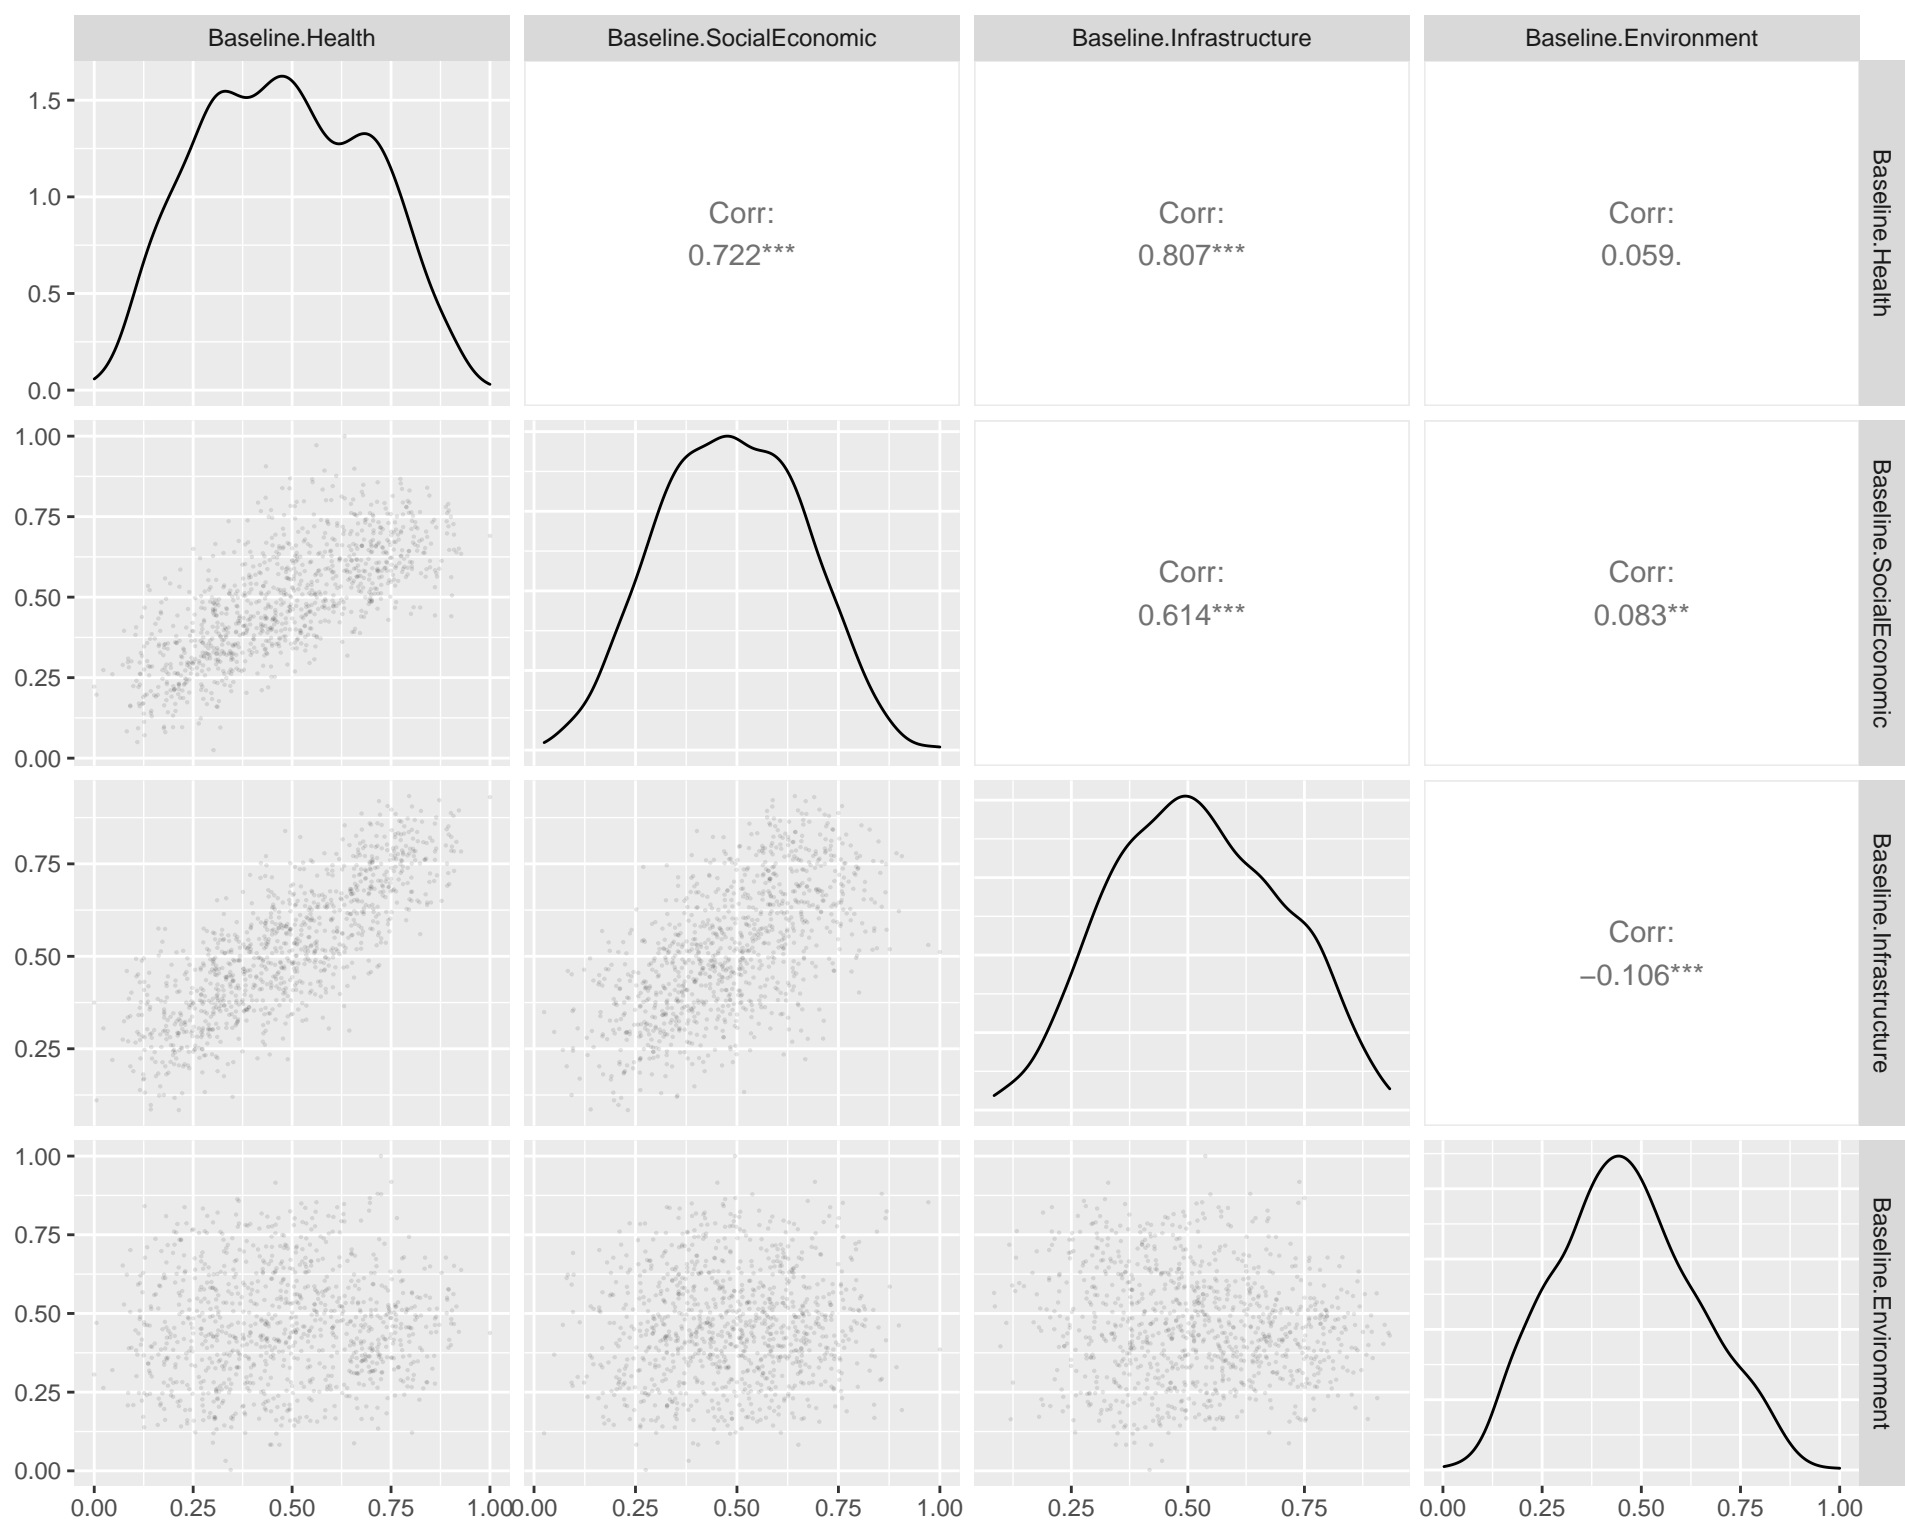 Baseline.Health Baseline.SocialEconomic Baseline.Infrastructure Baseline.Environment
1.5
1.0
0.5
0.0
Corr:
0.722***
Corr:
0.807***
Corr:
0.059.
Baseline.Health
1.00
0.75
0.50
0.25
0.00
Corr:
0.614***
Corr:
0.083**
Baseline.SocialEconomic
0.75
0.50
0.25
Corr:
−0.106***
Baseline.Infrastructure
1.00
0.75
0.50
0.25
0.00
Baseline.Environment
0.00 0.25 0.50 0.75 1.00 0.00 0.25 0.50 0.75 1.00 0.25 0.50 0.75 0.00 0.25 0.50 0.75 1.00